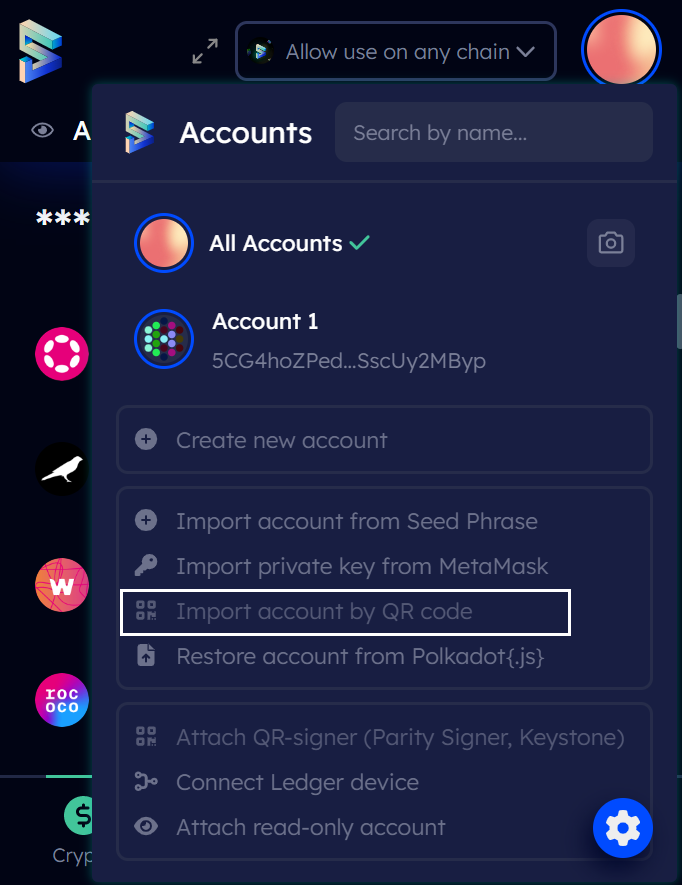 Allow use on any chain
A
Accounts
Search by name...
***
All Accounts
Account 1
5CG4hoZPed...SscUy2MByp
Create new account
Import account from Seed Phrase
Import private key from MetaMask
Import account by QR code
Restore account from Polkadot{.js}
Attach QR-signer (Parity Signer, Keystone)
Connect Ledger device
Attach read-only account
w
roc
oco
$
Cryp